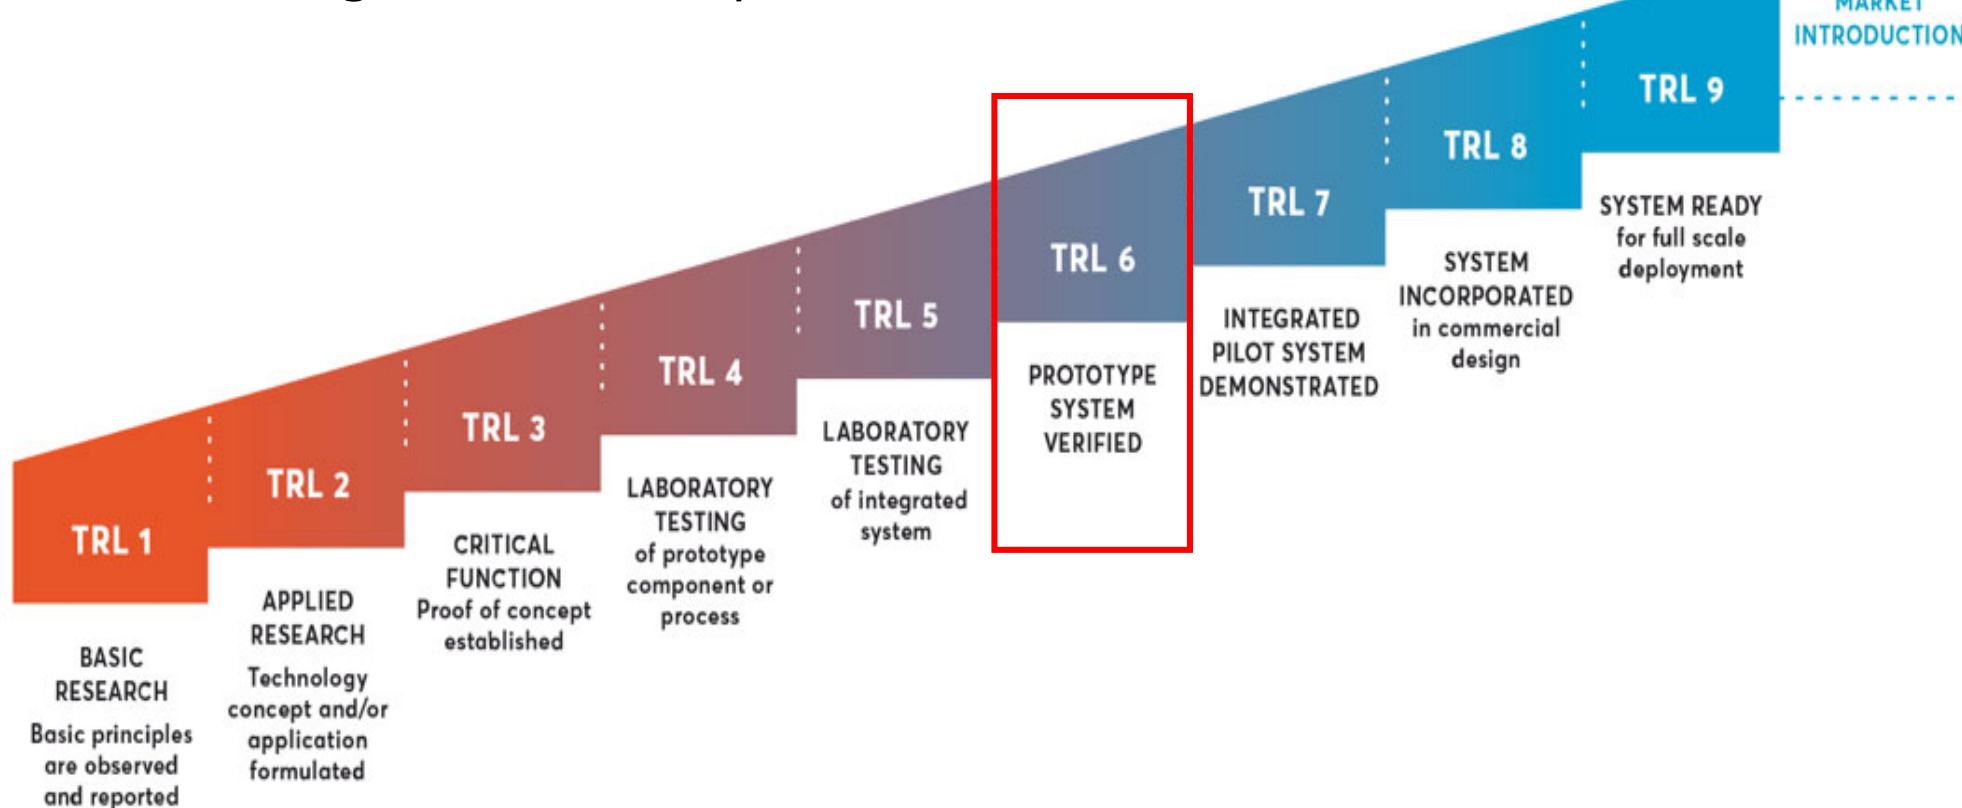 MARKET
INTRODUCTION
TRL 9
SYSTEM READY
for full scale
deployment
TRL 8
SYSTEM
INCORPORATED
in commercial
design
TRL 7
INTEGRATED
PILOT SYSTEM
DEMONSTRATED
TRL 6
PROTOTYPE
SYSTEM
VERIFIED
TRL 5
LABORATORY
TESTING
of integrated
system
TRL 4
LABORATORY
TESTING
of prototype
component or
process
TRL 3
CRITICAL
FUNCTION
Proof of concept
established
TRL 2
APPLIED
RESEARCH
Technology
concept and/or
application
formulated
TRL 1
BASIC
RESEARCH
Basic principles
are observed
and reported